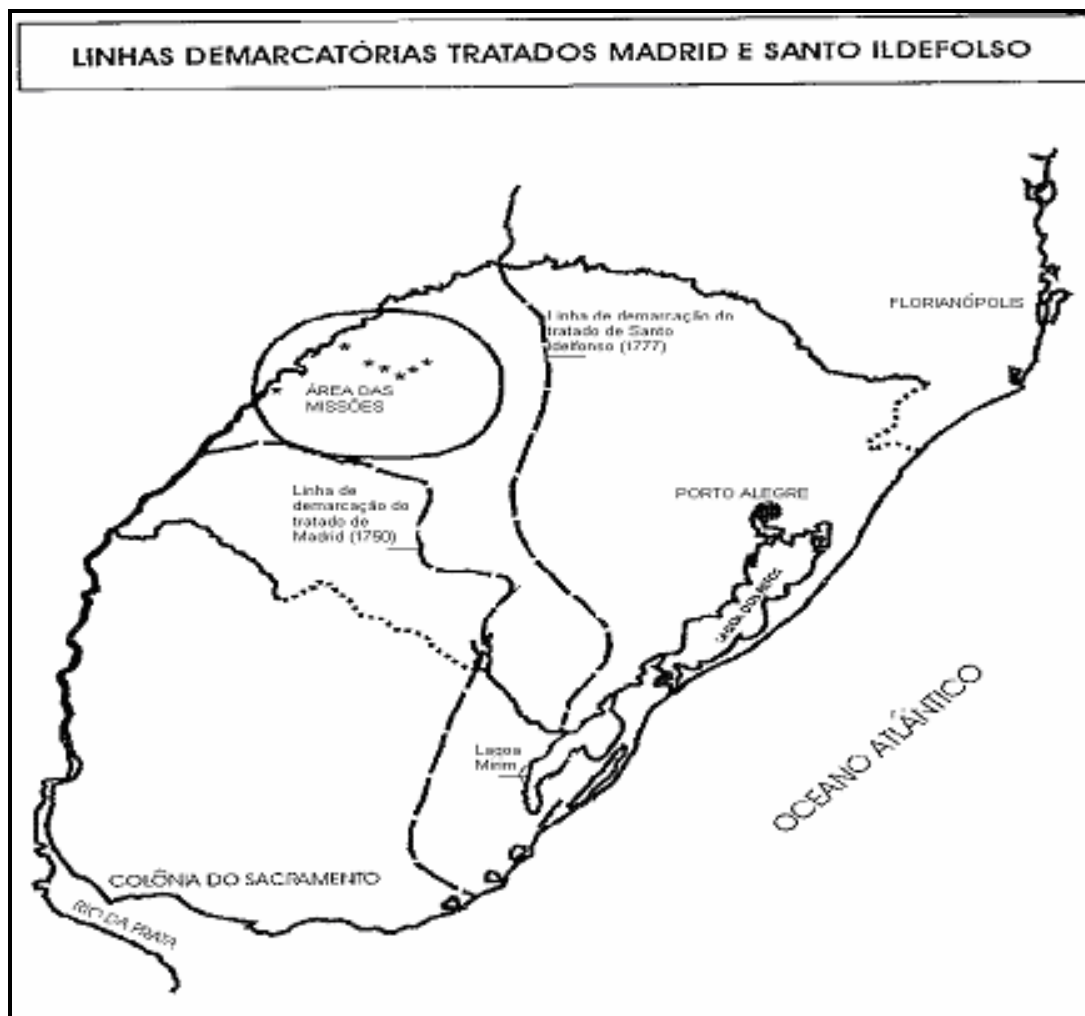 LINHAS DEMARCATÓRIAS TRATADOS MADRID E SANTO ILDEFOLSO
FLORIANÓPOLIS
Linha de demarcação do
tratado de Santo
Ildelfonso (1777)
ÁREA DAS
MISSÕES
Linha de
demarcação do
tratado de
Madrid (1750)
PORTO ALEGRE
LAGOA DOS PATOS
OCEANO ATLÂNTICO
Lagoa
Mirim
COLÔNIA DO SACRAMENTO
RIO DA PRATA